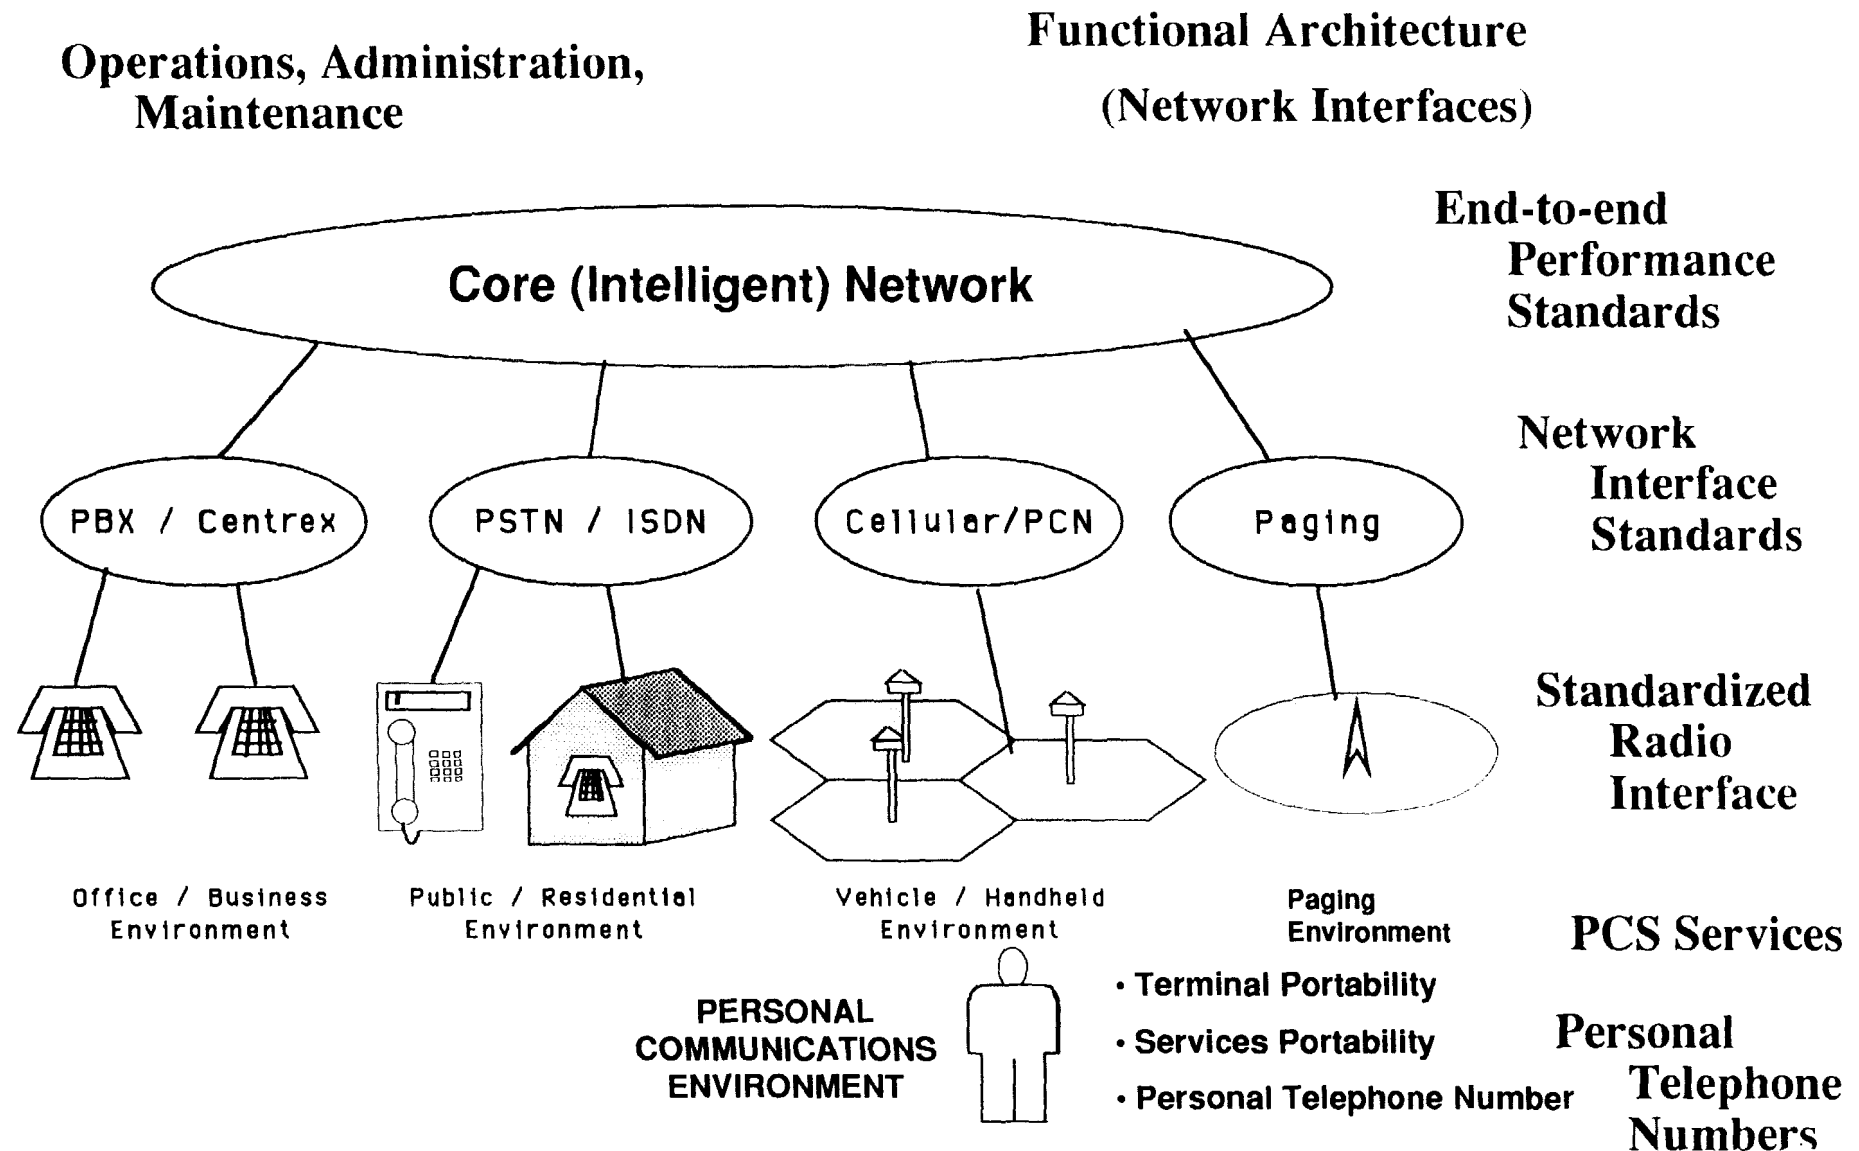 Operations, Administration,
Maintenance
Functional Architecture
(Network Interfaces)
End-to-end
Performance
Standards
Core (Intelligent) Network
Network
Interface
Standards
PBX / Centrex
PSTN / ISDN
Cellular/PCN
Paging
Standardized
Radio
Interface
Office / Business
Environment
Public / Residential
Environment
Vehicle / Handheld
Environment
Paging
Environment
PCS Services
PERSONAL
COMMUNICATIONS
ENVIRONMENT
• Terminal Portability
• Services Portability
• Personal Telephone Number
Personal
Telephone
Numbers